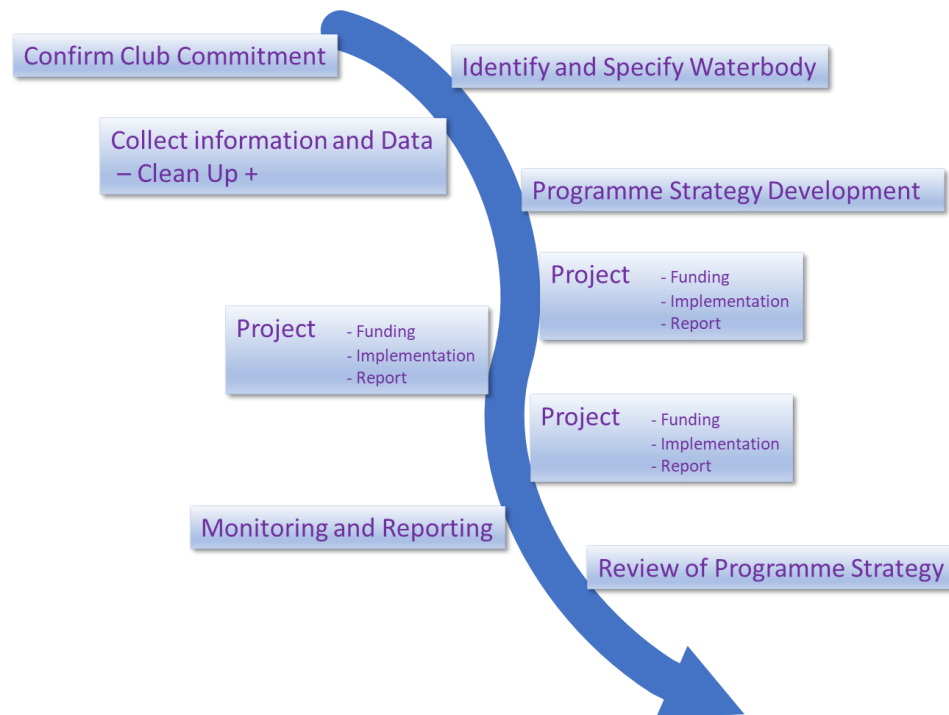 Confirm Club Commitment
Identify and Specify Waterbody
Collect information and Data
– Clean Up +
Programme Strategy Development
Project - Funding
- Implementation
- Report
Project - Funding
- Implementation
- Report
Project - Funding
- Implementation
- Report
Monitoring and Reporting
Review of Programme Strategy